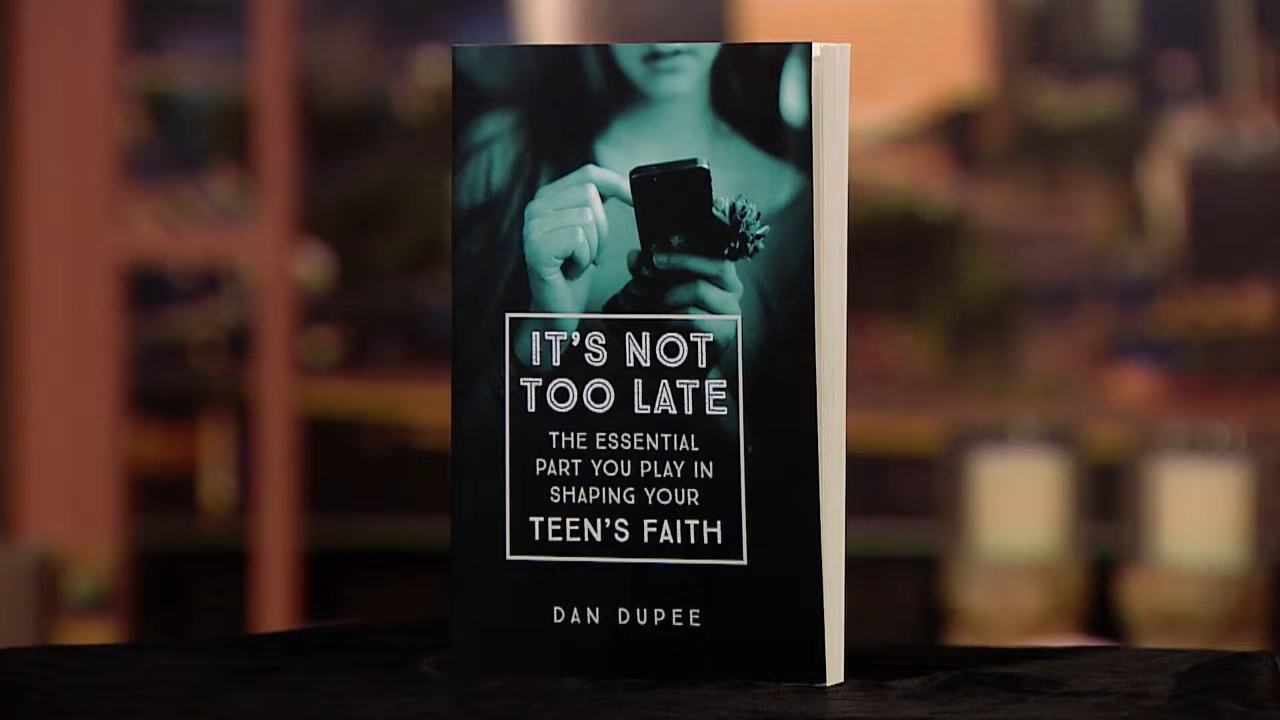 IT'S NOT
TOO LATE
THE ESSENTIAL
PART YOU PLAY IN
SHAPING YOUR
TEEN'S FAITH
DAN DUPEE